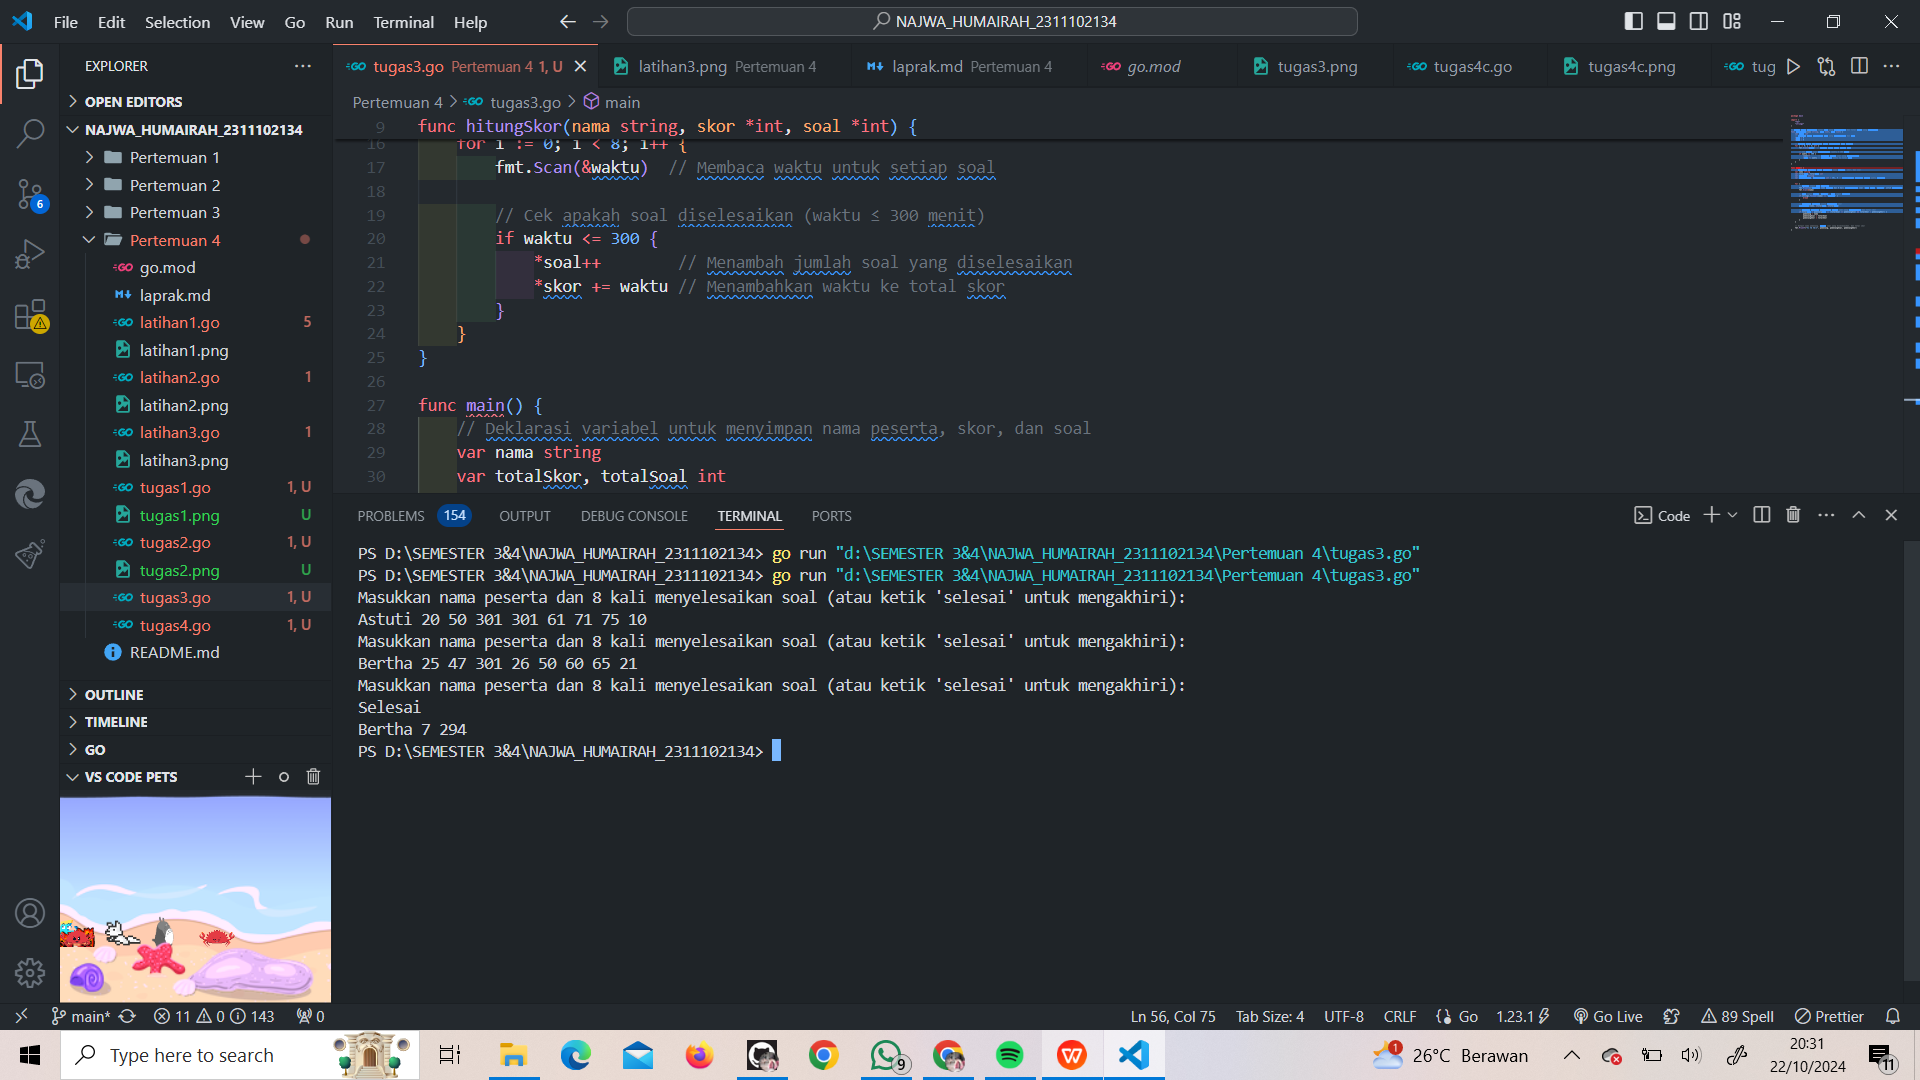 File Edit Selection View Go Run Terminal Help
NAJWA_HUMAIRAH_2311102134
EXPLORER
OPEN EDITORS
NAJWA_HUMAIRAH_2311102134
Pertemuan 1
Pertemuan 2
Pertemuan 3
Pertemuan 4
go.mod
laprak.md
latihan1.go 5
latihan1.png
latihan2.go 1
latihan2.png
latihan3.go 1
latihan3.png
tugas1.go 1, U
tugas1.png U
tugas2.go 1, U
tugas2.png U
tugas3.go 1, U
tugas4.go 1, U
README.md
OUTLINE
TIMELINE
GO
VS CODE PETS
6
tugas3.go Pertemuan 4 1, U latihan3.png Pertemuan 4 laprak.md Pertemuan 4 go.mod tugas3.png tugas4c.go tugas4c.png tug
Pertemuan 4 > tugas3.go > main
9 func hitungSkor(nama string, skor *int, soal *int) {
16 for i := 0; i < 8; i++ {
17 fmt.Scan(&waktu) // Membaca waktu untuk setiap soal
18
19 // Cek apakah soal diselesaikan (waktu ≤ 300 menit)
20 if waktu <= 300 {
21 *soal++ // Menambah jumlah soal yang diselesaikan
22 *skor += waktu // Menambahkan waktu ke total skor
23 }
24 }
25 }
26
27 func main() {
28 // Deklarasi variabel untuk menyimpan nama peserta, skor, dan soal
29 var nama string
30 var totalSkor, totalSoal int
PROBLEMS 154 OUTPUT DEBUG CONSOLE TERMINAL PORTS Code
PS D:\SEMESTER 3&4\NAJWA_HUMAIRAH_2311102134> go run "d:\SEMESTER 3&4\NAJWA_HUMAIRAH_2311102134\Pertemuan 4\tugas3.go"
PS D:\SEMESTER 3&4\NAJWA_HUMAIRAH_2311102134> go run "d:\SEMESTER 3&4\NAJWA_HUMAIRAH_2311102134\Pertemuan 4\tugas3.go"
Masukkan nama peserta dan 8 kali menyelesaikan soal (atau ketik 'selesai' untuk mengakhiri):
Astuti 20 50 301 301 61 71 75 10
Masukkan nama peserta dan 8 kali menyelesaikan soal (atau ketik 'selesai' untuk mengakhiri):
Bertha 25 47 301 26 50 60 65 21
Masukkan nama peserta dan 8 kali menyelesaikan soal (atau ketik 'selesai' untuk mengakhiri):
Selesai
Bertha 7 294
PS D:\SEMESTER 3&4\NAJWA_HUMAIRAH_2311102134>
main* 11 0 143 0 Ln 56, Col 75 Tab Size: 4 UTF-8 CRLF Go 1.23.1 Go Live 89 Spell Prettier
Type here to search 9 1 26°C Berawan 20:31
22/10/2024 11